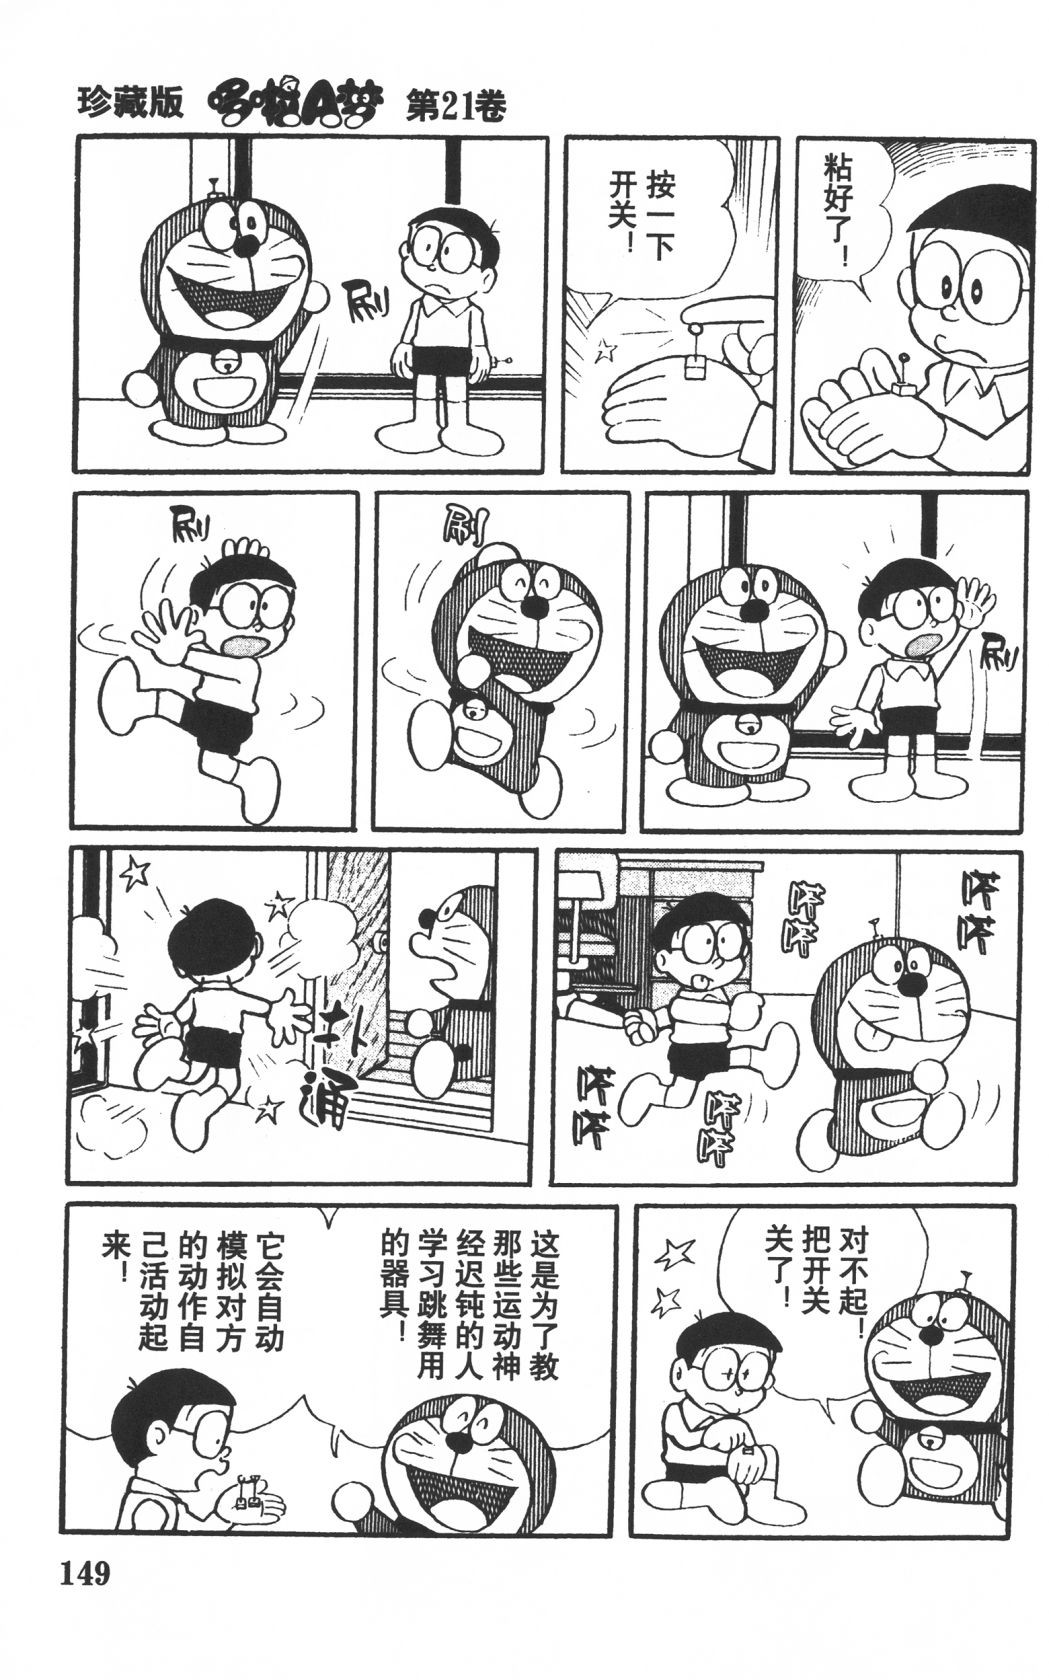 珍藏版 哆啦A梦 第21卷
粘好了！
按一下
开关！
刷
刷
刷
刷
咚咚
咚咚
咚咚
咚咚
扑
通
对不起！
把开关
关了！
这是为了教
那些运动神
经迟钝的人
学习跳舞用
的器具！
它会自动
模拟对方
的动作自
己活动起
来！
149